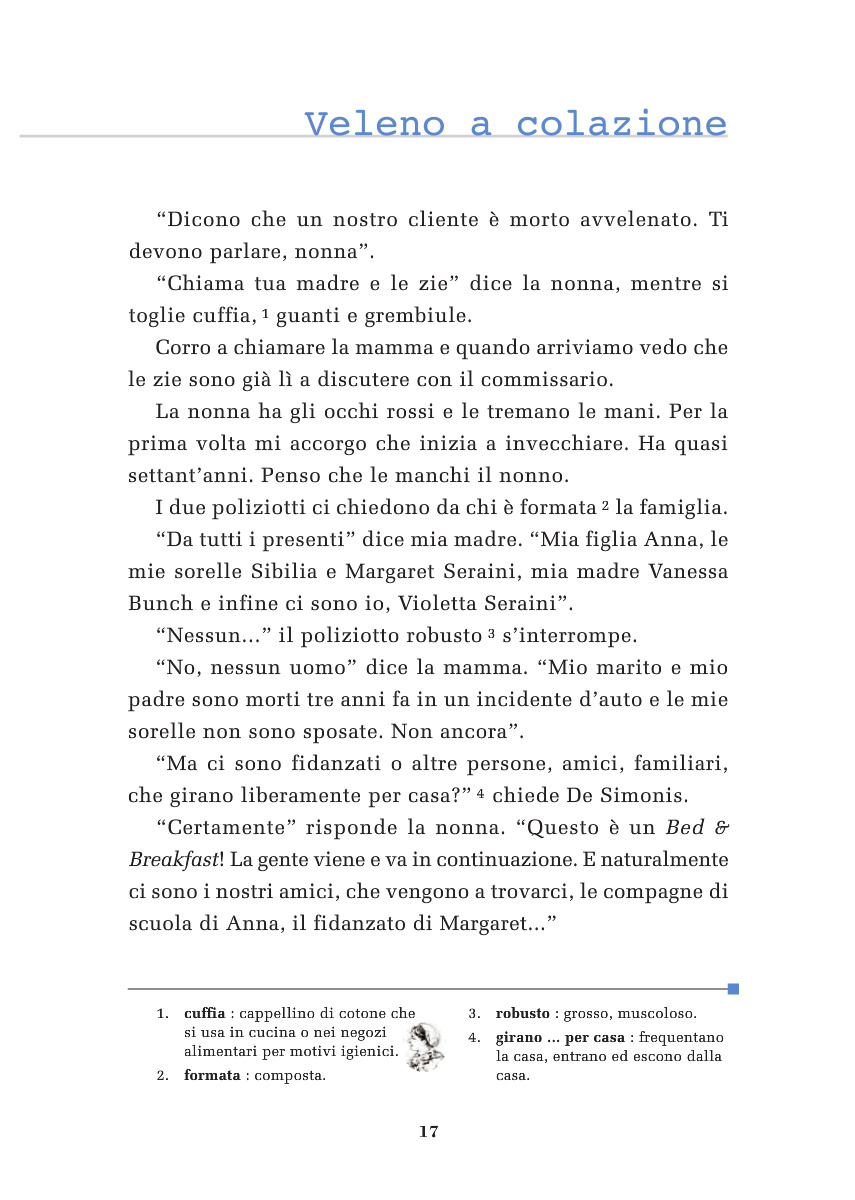 Veleno a colazione
“Dicono che un nostro cliente è morto avvelenato. Ti
devono parlare, nonna”.
“Chiama tua madre e le zie” dice la nonna, mentre si
toglie cuffia, 1 guanti e grembiule.
Corro a chiamare la mamma e quando arriviamo vedo che
le zie sono già lì a discutere con il commissario.
La nonna ha gli occhi rossi e le tremano le mani. Per la
prima volta mi accorgo che inizia a invecchiare. Ha quasi
settant’anni. Penso che le manchi il nonno.
I due poliziotti ci chiedono da chi è formata 2 la famiglia.
“Da tutti i presenti” dice mia madre. “Mia figlia Anna, le
mie sorelle Sibilia e Margaret Seraini, mia madre Vanessa
Bunch e infine ci sono io, Violetta Seraini”.
“Nessun...” il poliziotto robusto 3 s’interrompe.
“No, nessun uomo” dice la mamma. “Mio marito e mio
padre sono morti tre anni fa in un incidente d’auto e le mie
sorelle non sono sposate. Non ancora”.
“Ma ci sono fidanzati o altre persone, amici, familiari,
che girano liberamente per casa?” 4 chiede De Simonis.
“Certamente” risponde la nonna. “Questo è un Bed &
Breakfast! La gente viene e va in continuazione. E naturalmente
ci sono i nostri amici, che vengono a trovarci, le compagne di
scuola di Anna, il fidanzato di Margaret...”
1. cuffia : cappellino di cotone che
si usa in cucina o nei negozi
alimentari per motivi igienici.
2. formata : composta.
3. robusto : grosso, muscoloso.
4. girano ... per casa : frequentano
la casa, entrano ed escono dalla
casa.
17